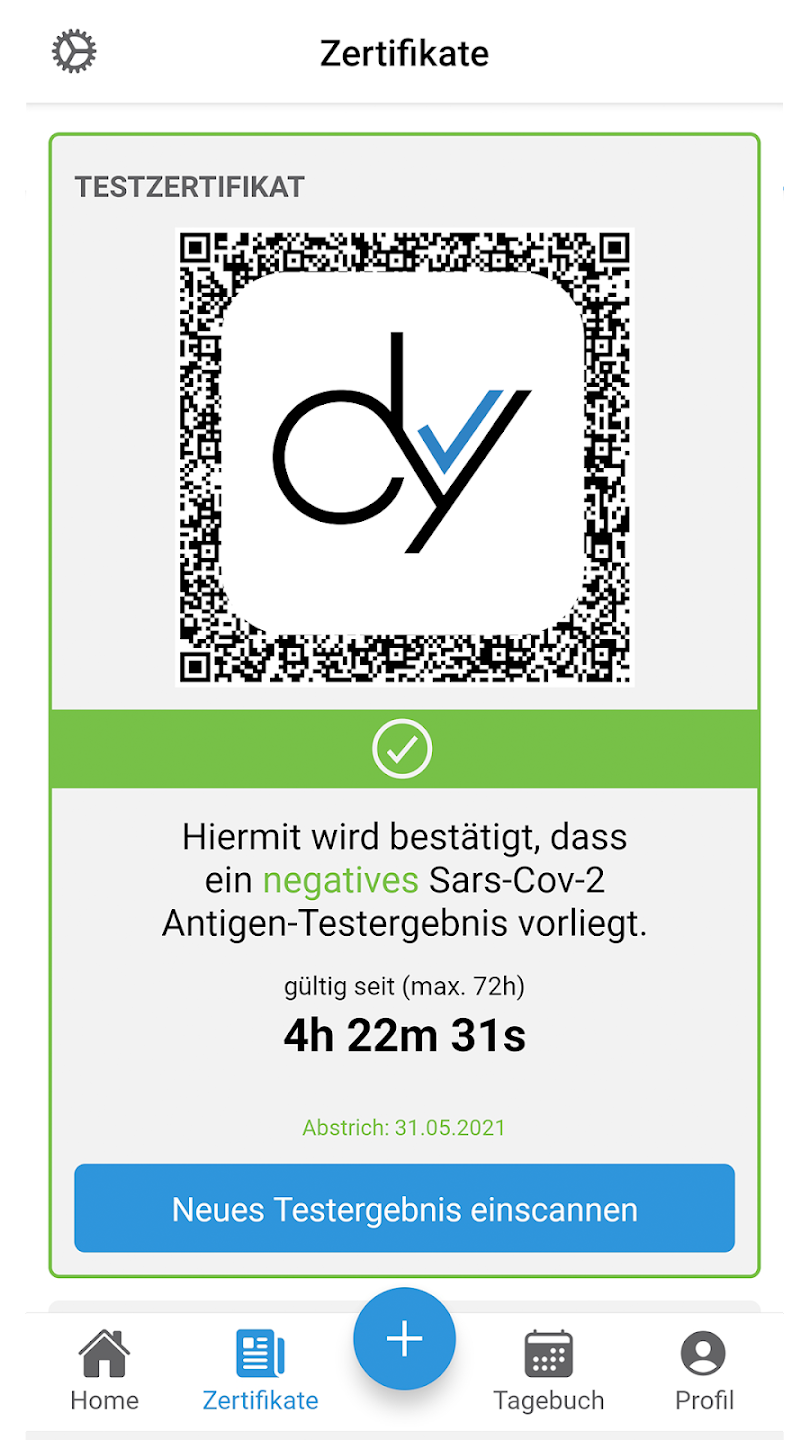 Zertifikate
TESTZERTIFIKAT
Hiermit wird bestätigt, dass
ein negatives Sars-Cov-2
Antigen-Testergebnis vorliegt.
gültig seit (max. 72h)
4h 22m 31s
Abstrich: 31.05.2021
Neues Testergebnis einscannen
Home
Zertifikate
Tagebuch
Profil